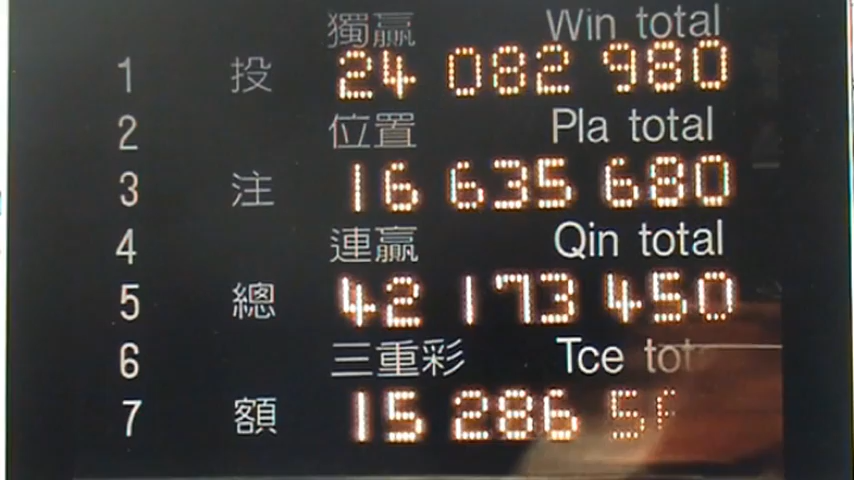 獨贏 Win total
1 投 24 082 980
2 位置 Pla total
3 注 16 635 680
4 連贏 Qin total
5 總 42 173 450
6 三重彩 Tce
7 額 15 286